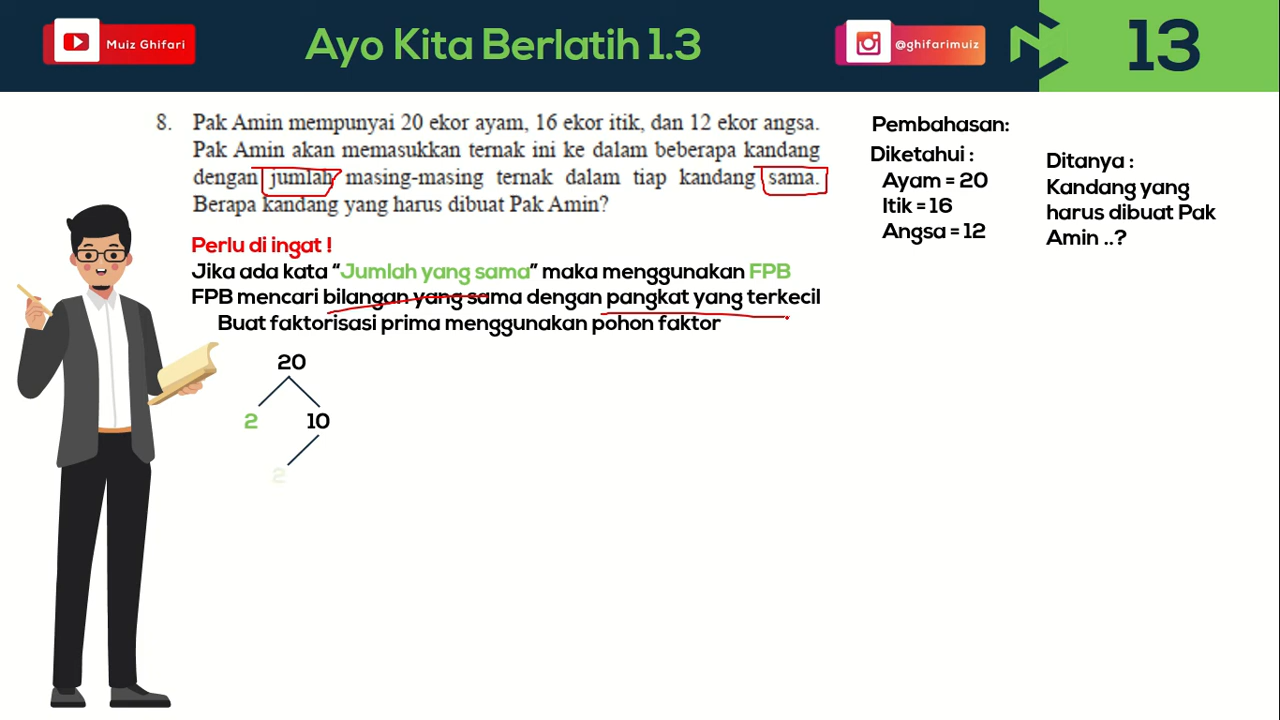 Muiz Ghifari
Ayo Kita Berlatih 1.3
@ghifarimuiz
13
8. Pak Amin mempunyai 20 ekor ayam, 16 ekor itik, dan 12 ekor angsa.
Pak Amin akan memasukkan ternak ini ke dalam beberapa kandang
dengan jumlah masing-masing ternak dalam tiap kandang sama.
Berapa kandang yang harus dibuat Pak Amin?
Perlu di ingat !
Jika ada kata “Jumlah yang sama” maka menggunakan FPB
FPB mencari bilangan yang sama dengan pangkat yang terkecil
Buat faktorisasi prima menggunakan pohon faktor
20
2 10
2
Pembahasan:
Diketahui :
Ayam = 20
Itik = 16
Angsa = 12
Ditanya :
Kandang yang
harus dibuat Pak
Amin ..?